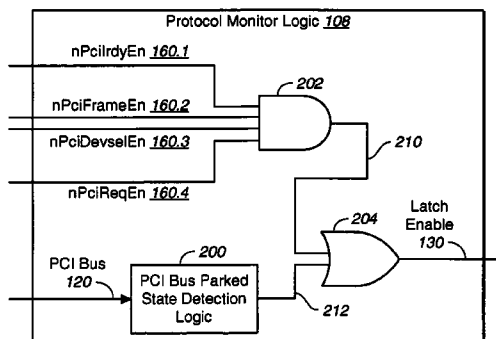 Protocol Monitor Logic 108
nPciIrdyEn 160.1
202
nPciFrameEn 160.2
nPciDevselEn 160.3
210
nPciReqEn 160.4
204
Latch
Enable
130
200
PCI Bus
120
PCI Bus Parked
State Detection
Logic
212